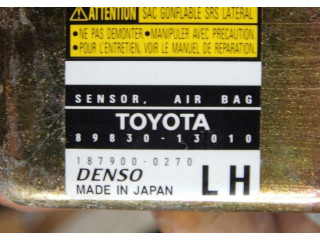 ATTENTION SAC GONFLABLE SRS LATERAL
•NE PAS DEMONTER •MANIPULER AVEC PRECAUTION.
•POUR L'ENTRETIEN, VOIR LE MANUEL DE REPARATION.
SENSOR, AIR BAG
TOYOTA
89830-13010
187900-0270
DENSO LH
MADE IN JAPAN